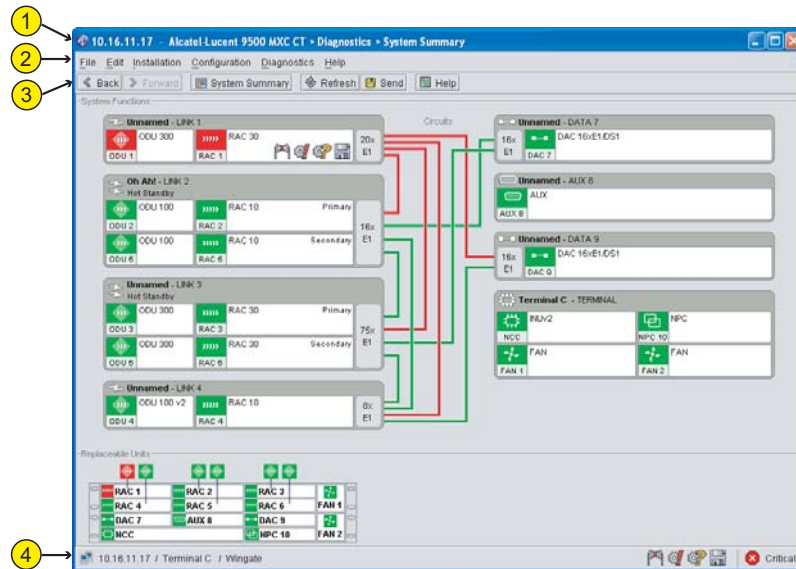 1
10.16.11.17 - Alcatel-Lucent 9500 MXC CT • Diagnostics • System Summary
2
File Edit Installation Configuration Diagnostics Help
3
Back Forward System Summary Refresh Send Help
System Functions
Circuits
Unnamed - LINK 1
ODU 300 RAC 30
ODU 1 RAC 1
20x
E1
Oh Ah! - LINK 2
Hot Standby
ODU 100 RAC 10 Primary
ODU 2 RAC 2
ODU 100 RAC 10 Secondary
ODU 6 RAC 6
16x
E1
Unnamed - LINK 3
Hot Standby
ODU 300 RAC 30 Primary
ODU 3 RAC 3
ODU 300 RAC 30 Secondary
ODU 6 RAC 6
75x
E1
Unnamed - LINK 4
ODU 100 v2 RAC 10
ODU 4 RAC 4
8x
E1
Unnamed - DATA 7
16x
E1
DAC 16xE1/DS1
DAC 7
Unnamed - AUX 8
AUX
AUX 8
Unnamed - DATA 9
16x
E1
DAC 16xE1/DS1
DAC 9
Terminal C - TERMINAL
INUv2 NPC
NCC NPC 10
FAN FAN
FAN 1 FAN 2
Replaceable Units
RAC 1 RAC 2 RAC 3
RAC 4 RAC 5 RAC 6 FAN 1
DAC 7 AUX 8 DAC 9
NCC NPC 10 FAN 2
4
10.16.11.17 / Terminal C / Wingate
Critical